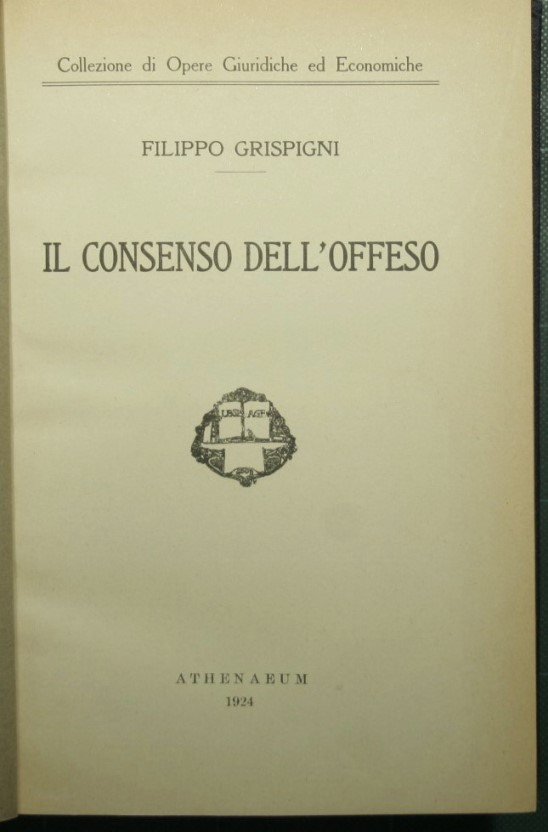 Collezione di Opere Giuridiche ed Economiche
FILIPPO GRISPIGNI
IL CONSENSO DELL'OFFESO
ATHENAEUM
1924